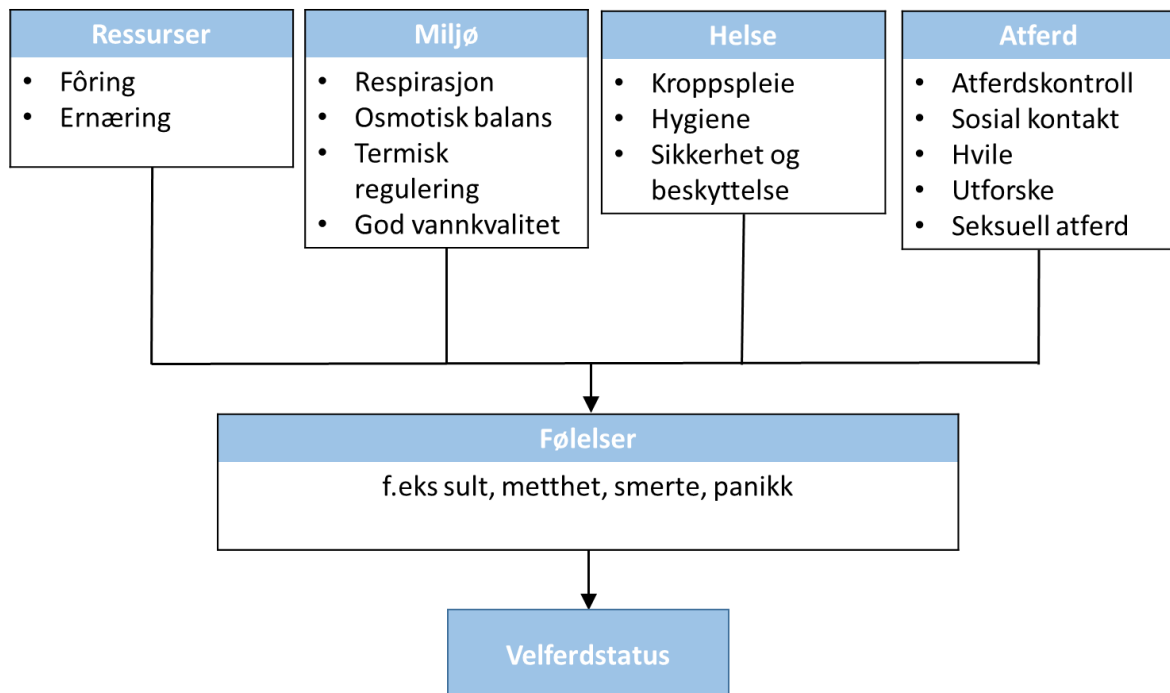 Ressurser
• Fôring
• Ernæring
Miljø
• Respirasjon
• Osmotisk balans
• Termisk
regulering
• God vannkvalitet
Helse
• Kroppspleie
• Hygiene
• Sikkerhet og
beskyttelse
Atferd
• Atferdskontroll
• Sosial kontakt
• Hvile
• Utforske
• Seksuell atferd
Følelser
f.eks sult, metthet, smerte, panikk
Velferdstatus